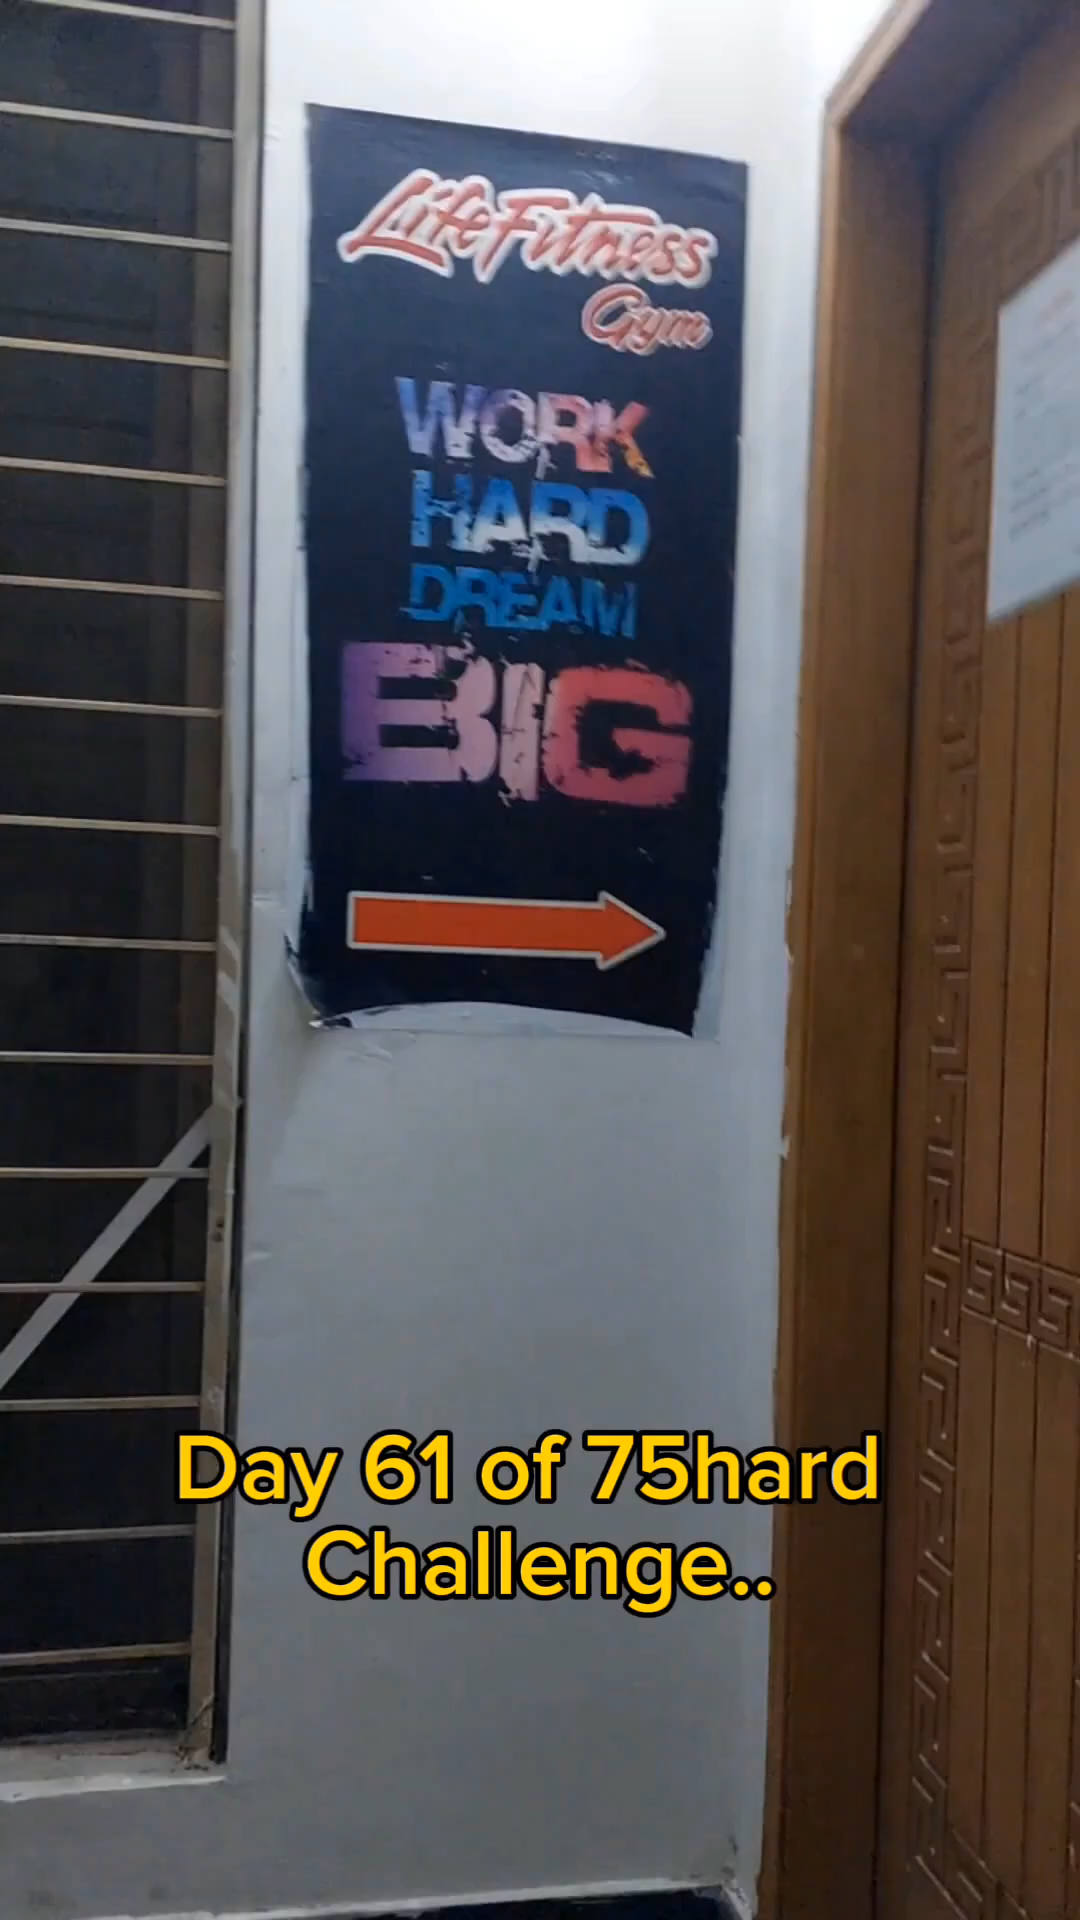 LifeFitness
Gym
WORK
HARD
DREAM
BIG
Day 61 of 75hard
Challenge..